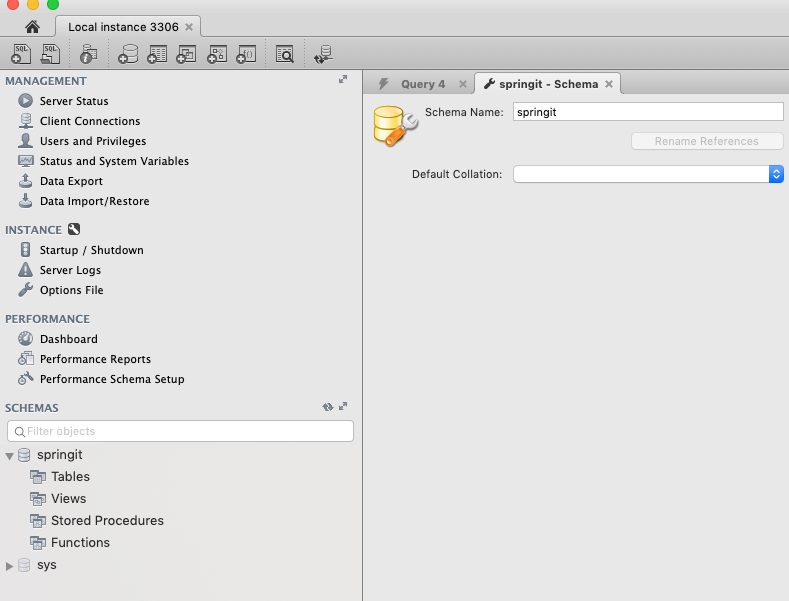 Local instance 3306
SQL
SQL
MANAGEMENT
Server Status
Client Connections
Users and Privileges
Status and System Variables
Data Export
Data Import/Restore
INSTANCE
Startup / Shutdown
Server Logs
Options File
PERFORMANCE
Dashboard
Performance Reports
Performance Schema Setup
SCHEMAS
Filter objects
springit
Tables
Views
Stored Procedures
Functions
sys
Query 4
springit - Schema
Schema Name: springit
Rename References
Default Collation: